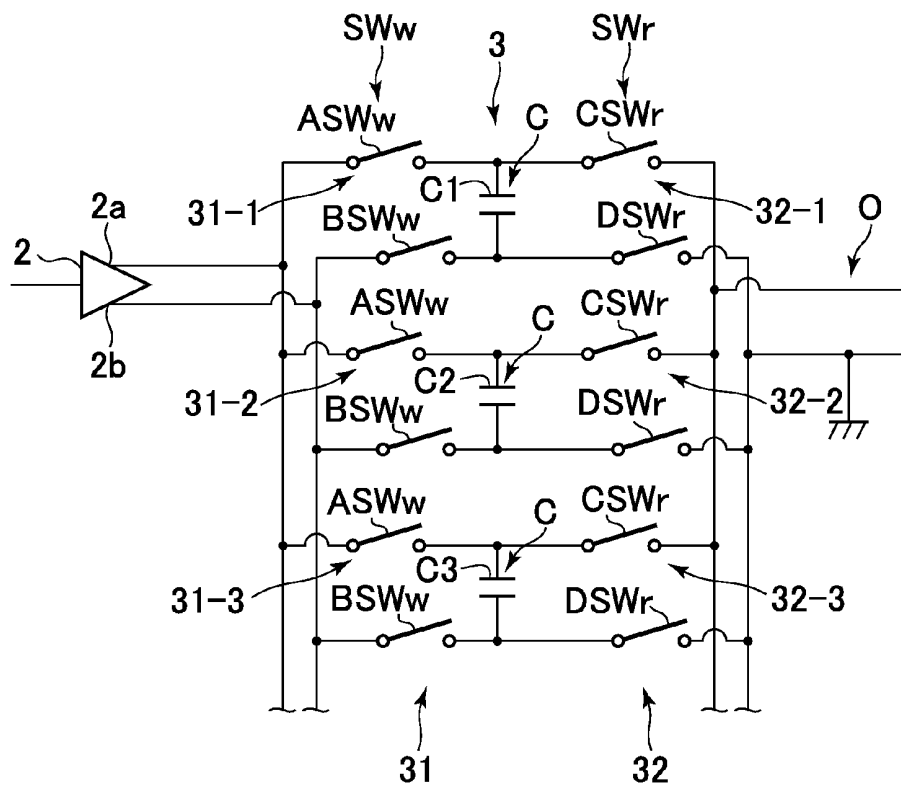 SWw
3
SWr
ASWw
C
CSWr
C1
31-1
32-1
2a
BSWw
DSWr
O
2
ASWw
C
CSWr
2b
C2
31-2
32-2
BSWw
DSWr
ASWw
C
CSWr
C3
31-3
32-3
BSWw
DSWr
31
32